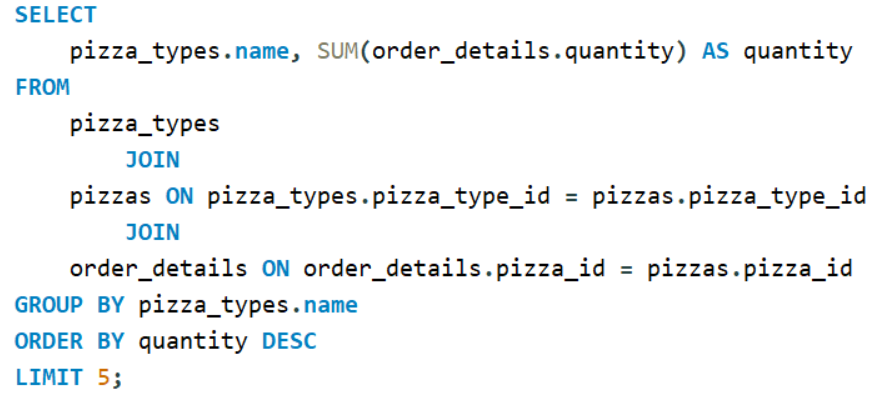 SELECT
    pizza_types.name, SUM(order_details.quantity) AS quantity
FROM
    pizza_types
        JOIN
    pizzas ON pizza_types.pizza_type_id = pizzas.pizza_type_id
        JOIN
    order_details ON order_details.pizza_id = pizzas.pizza_id
GROUP BY pizza_types.name
ORDER BY quantity DESC
LIMIT 5;